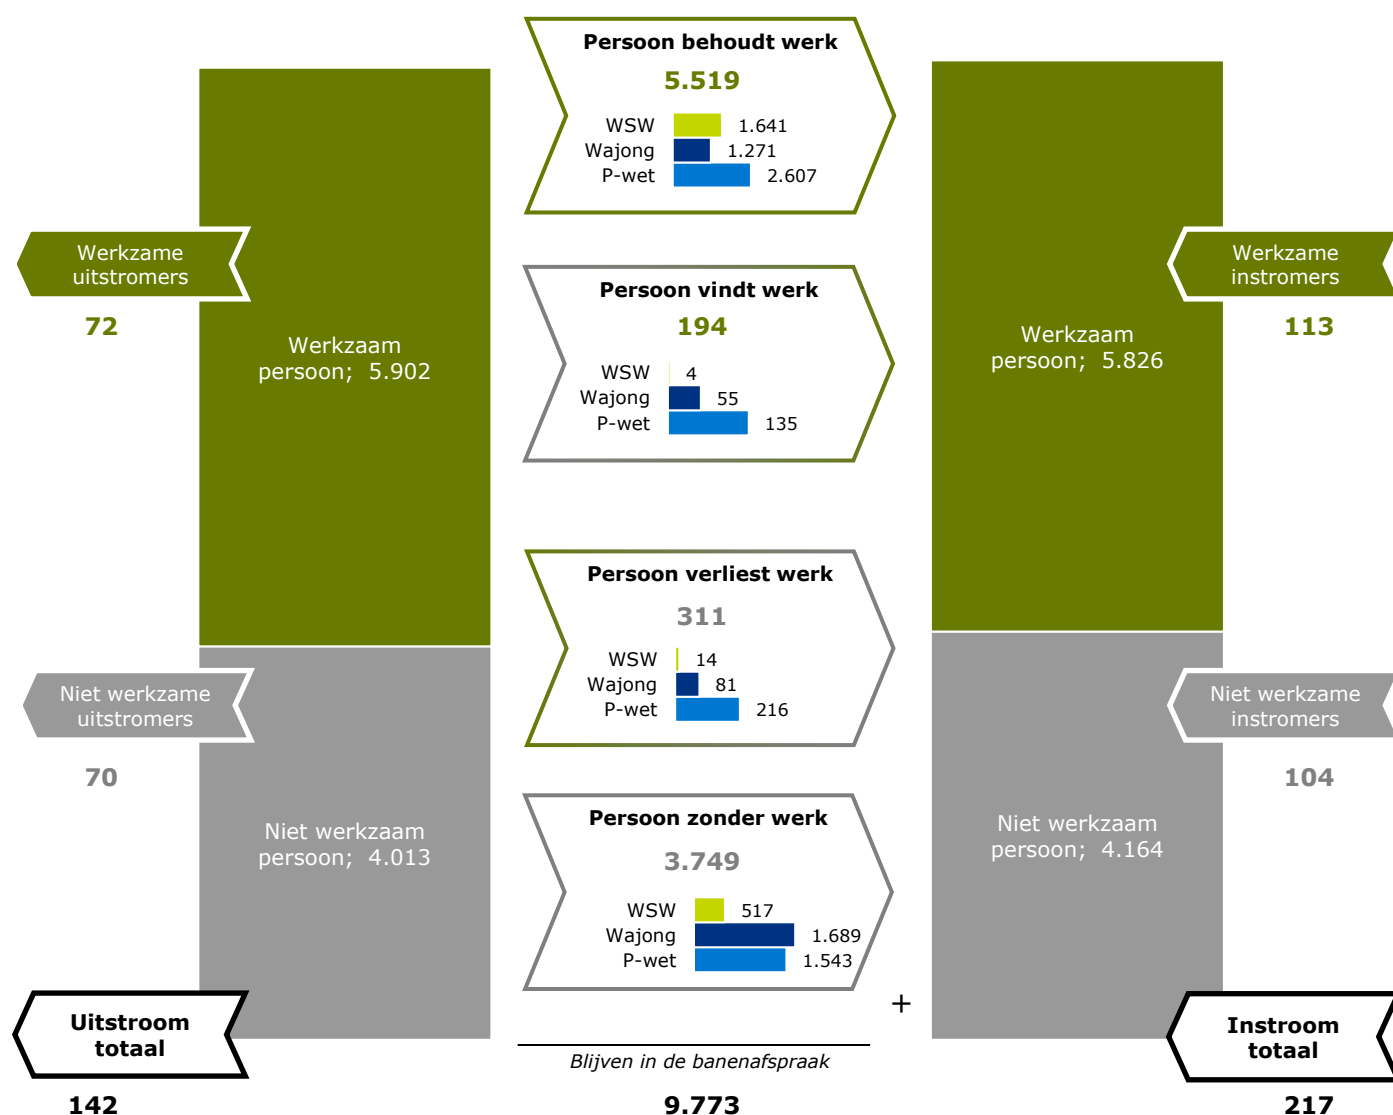 Werkzame
uitstromers
72
Werkzaam
persoon; 5.902
Niet werkzame
uitstromers
70
Niet werkzaam
persoon; 4.013
Uitstroom
totaal
142
Persoon behoudt werk
5.519
WSW 1.641
Wajong 1.271
P-wet 2.607
Persoon vindt werk
194
WSW 4
Wajong 55
P-wet 135
Persoon verliest werk
311
WSW 14
Wajong 81
P-wet 216
Persoon zonder werk
3.749
WSW 517
Wajong 1.689
P-wet 1.543
+
Blijven in de banenafspraak
9.773
Werkzaam
persoon; 5.826
Werkzame
instromers
113
Niet werkzame
instromers
104
Niet werkzaam
persoon; 4.164
Instroom
totaal
217